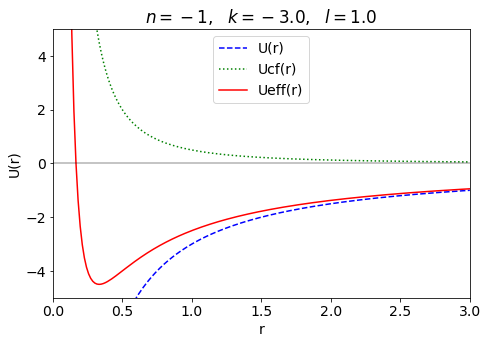 n = −1, k = −3.0, l = 1.0
U(r)
Ucf(r)
Ueff(r)
U(r)
4
2
0
−2
−4
0.0 0.5 1.0 1.5 2.0 2.5 3.0
r